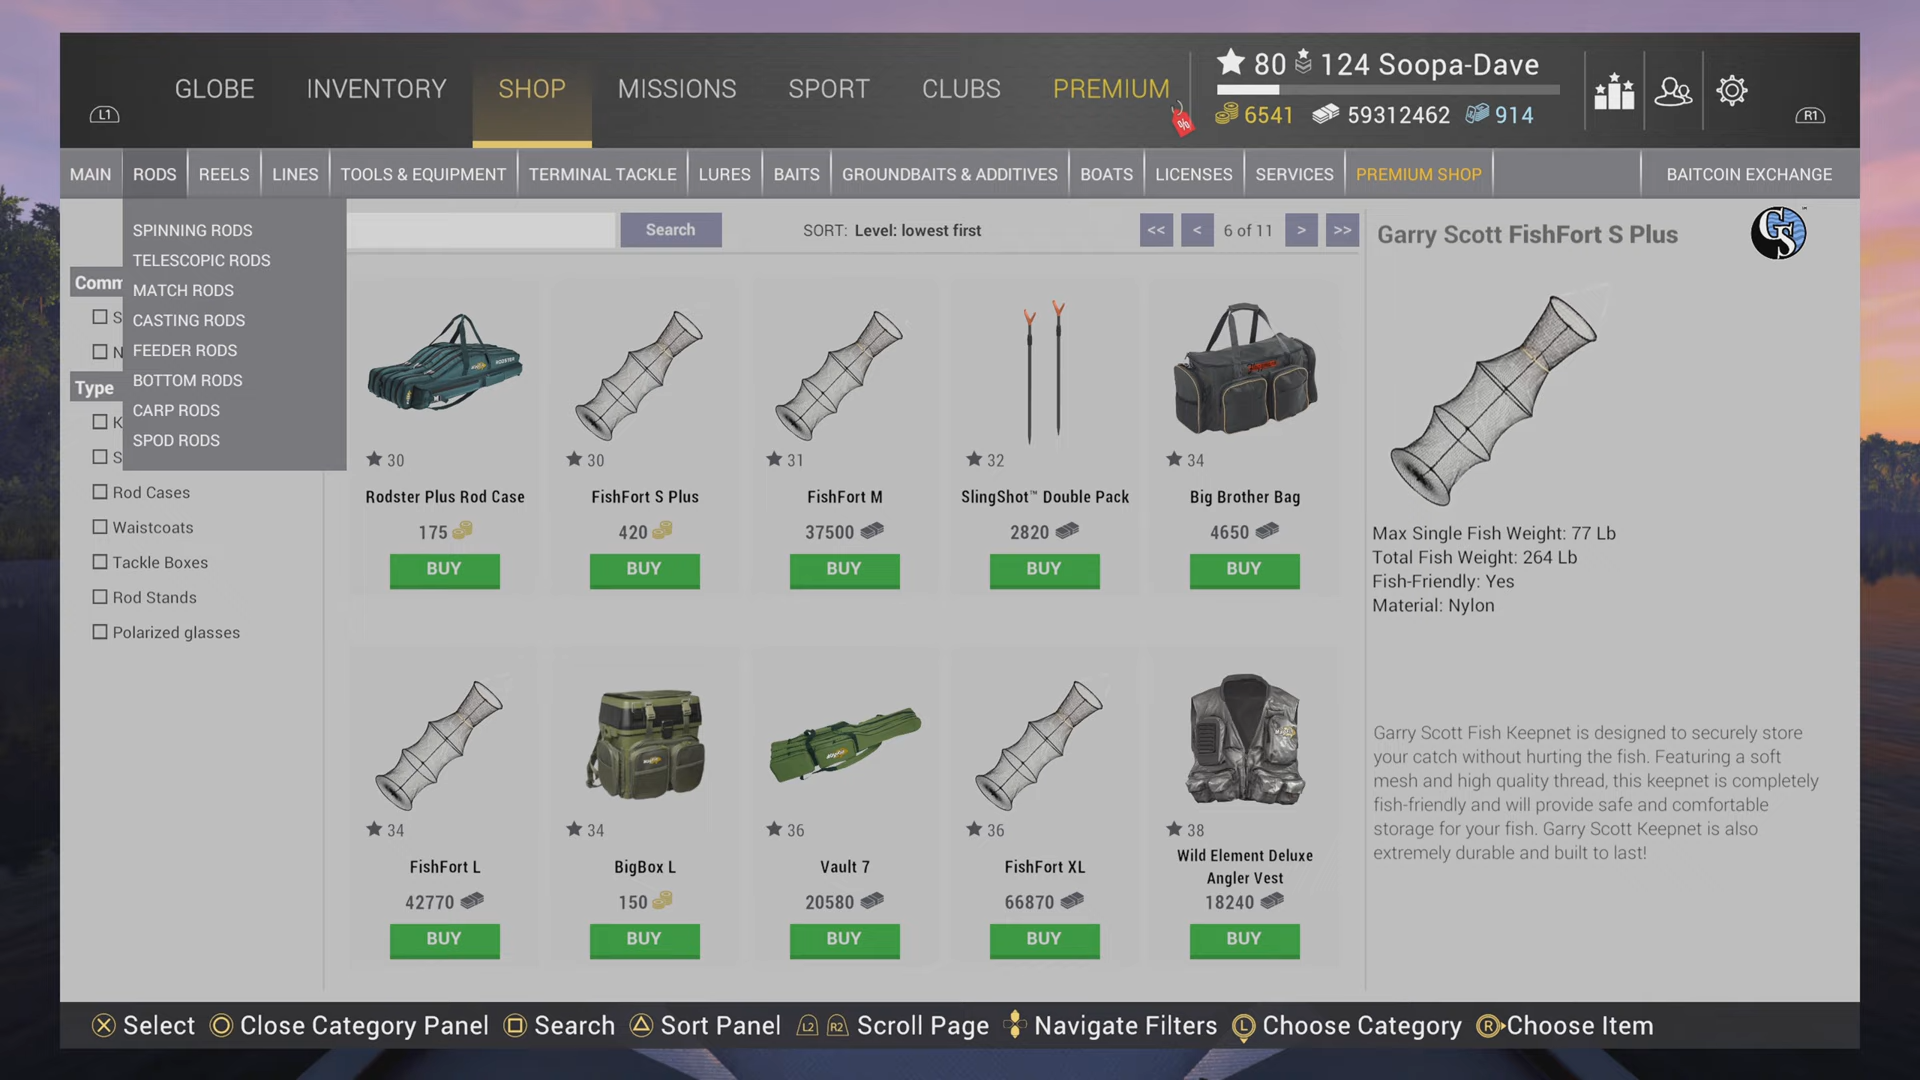 GLOBE INVENTORY SHOP MISSIONS SPORT CLUBS PREMIUM
80 124 Soopa-Dave
L1 % 6541 59312462 914 R1
MAIN RODS REELS LINES TOOLS & EQUIPMENT TERMINAL TACKLE LURES BAITS GROUNDBAITS & ADDITIVES BOATS LICENSES SERVICES PREMIUM SHOP BAITCOIN EXCHANGE
SPINNING RODS
TELESCOPIC RODS
MATCH RODS
CASTING RODS
FEEDER RODS
BOTTOM RODS
CARP RODS
SPOD RODS
Comm
S
N
Type
K
S
Rod Cases
Waistcoats
Tackle Boxes
Rod Stands
Polarized glasses
Search SORT: Level: lowest first << < 6 of 11 > >>
30 30 31 32 34
Rodster Plus Rod Case FishFort S Plus FishFort M SlingShot™ Double Pack Big Brother Bag
175 420 37500 2820 4650
BUY BUY BUY BUY BUY
34 34 36 36 38
FishFort L BigBox L Vault 7 FishFort XL Wild Element Deluxe
Angler Vest
42770 150 20580 66870 18240
BUY BUY BUY BUY BUY
Garry Scott FishFort S Plus GS
Max Single Fish Weight: 77 Lb
Total Fish Weight: 264 Lb
Fish-Friendly: Yes
Material: Nylon
Garry Scott Fish Keepnet is designed to securely store
your catch without hurting the fish. Featuring a soft
mesh and high quality thread, this keepnet is completely
fish-friendly and will provide safe and comfortable
storage for your fish. Garry Scott Keepnet is also
extremely durable and built to last!
Select Close Category Panel Search Sort Panel L2 R2 Scroll Page Navigate Filters L Choose Category R Choose Item